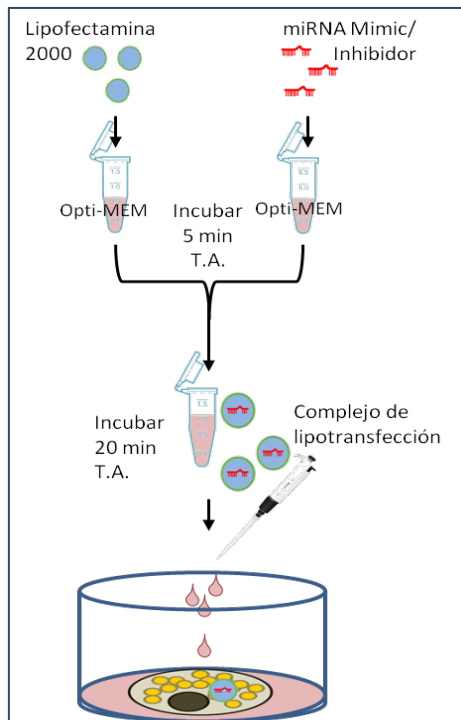 Lipofectamina
2000
miRNA Mimic/
Inhibidor
Opti-MEM
Incubar
5 min
T.A.
Opti-MEM
Incubar
20 min
T.A.
Complejo de
lipotransfección